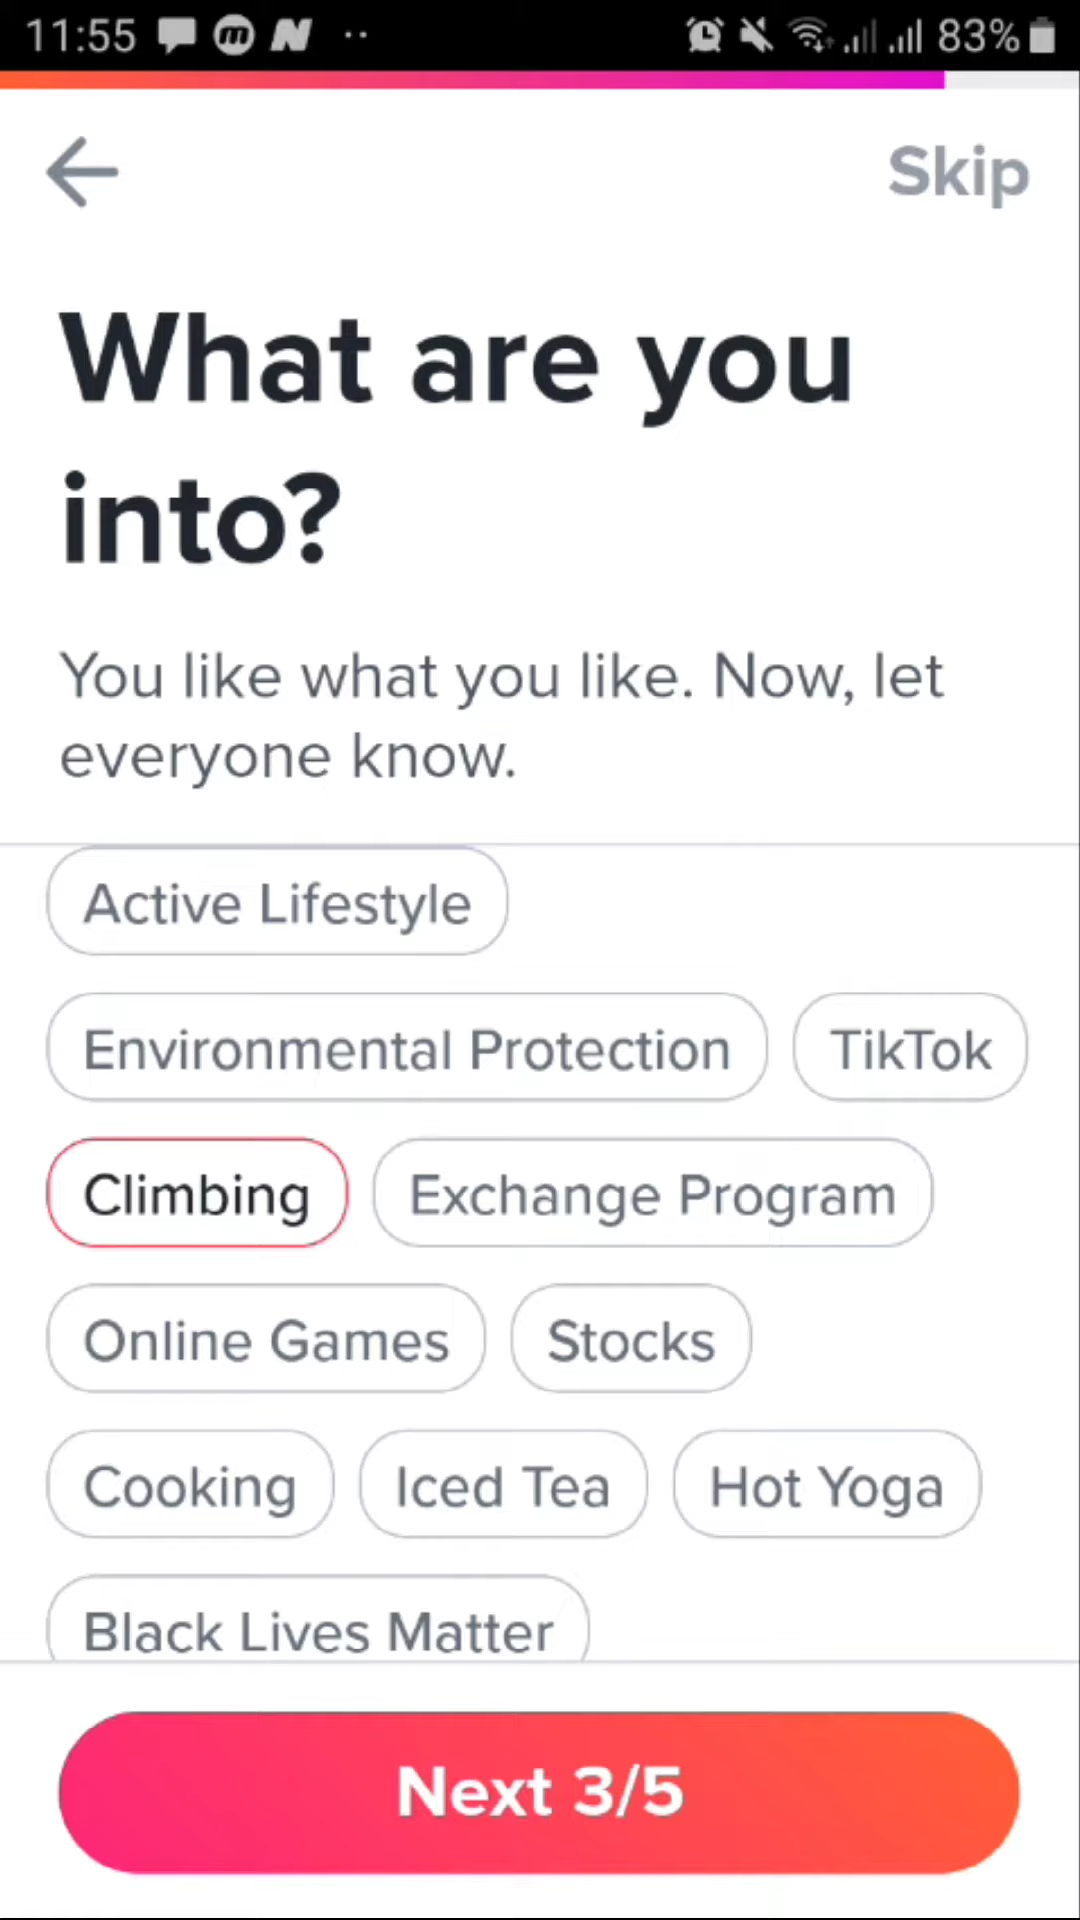 11:55 83%
Skip
What are you
into?
You like what you like. Now, let
everyone know.
Active Lifestyle
Environmental Protection TikTok
Climbing Exchange Program
Online Games Stocks
Cooking Iced Tea Hot Yoga
Black Lives Matter
Next 3/5